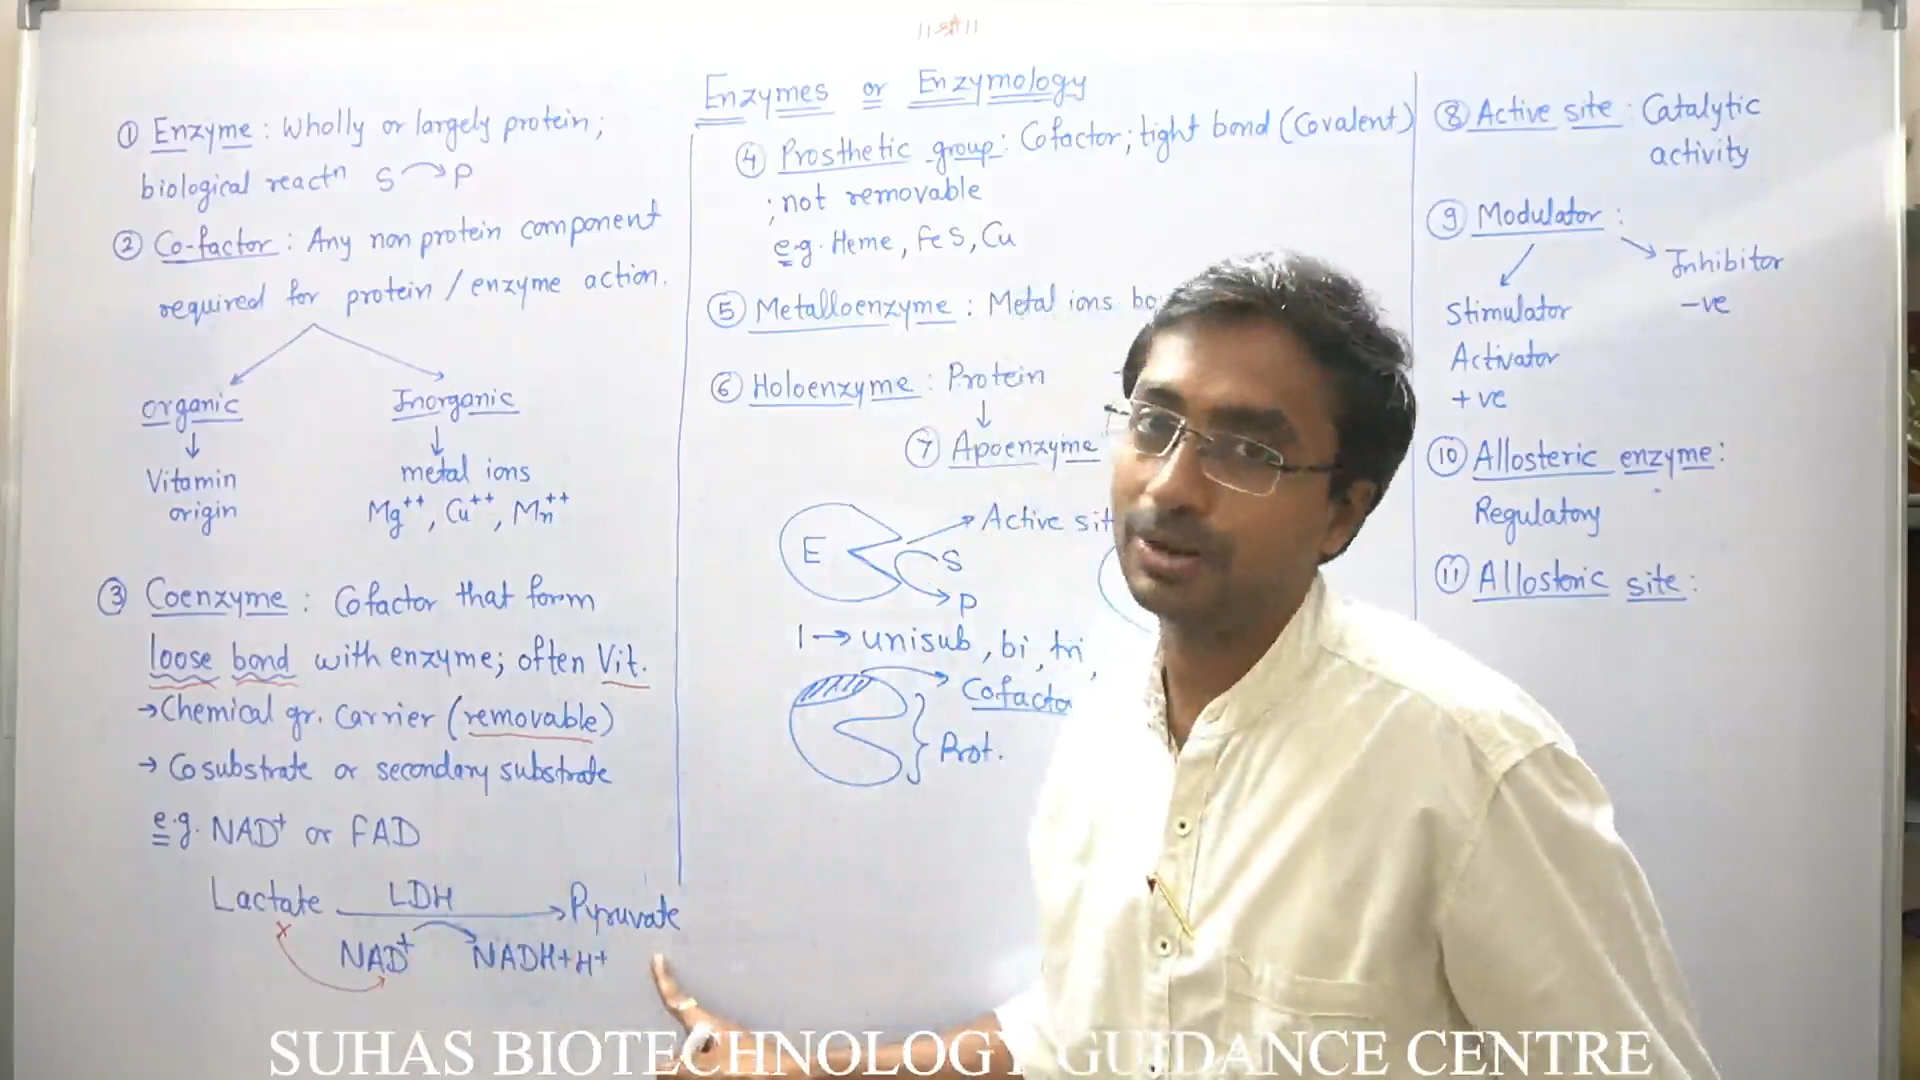 ॥श्री॥
Enzymes or Enzymology
① Enzyme : Wholly or largely protein;
biological reactⁿ S → P
② Co-factor : Any non protein component
required for protein / enzyme action.
organic
Inorganic
↓
↓
Vitamin
origin
metal ions
Mg⁺⁺, Cu⁺⁺, Mn⁺⁺
③ Coenzyme : Cofactor that form
loose bond with enzyme; often Vit.
→ Chemical gr. Carrier (removable)
→ Cosubstrate or secondary substrate
e.g. NAD⁺ or FAD
Lactate LDH → Pyruvate
x
NAD⁺ NADH+H⁺
④ Prosthetic group : Cofactor; tight bond (Covalent)
; not removable
e.g. Heme, FeS, Cu
⑤ Metalloenzyme : Metal ions
⑥ Holoenzyme : Protein
↓
⑦ Apoenzyme
E
→ Active
S
P
1 → unisub, bi, tri,
Prot.
⑧ Active site : Catalytic
activity
⑨ Modulator :
Inhibitor
-ve
Stimulator
Activator
+ve
⑩ Allosteric enzyme :
Regulatory
⑪ Allosteric site :
SUHAS BIOTECHNOLOGY GUIDANCE CENTRE